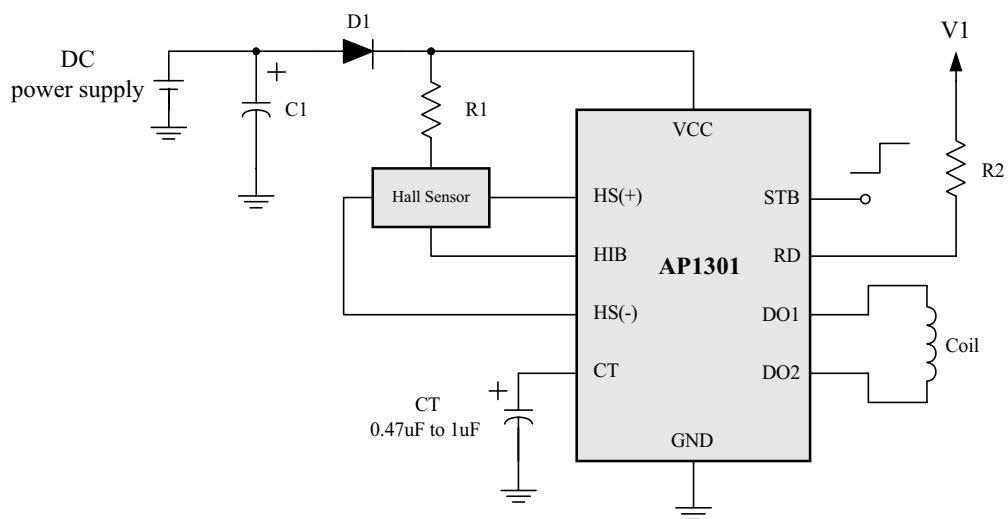 D1
V1
DC
power supply
C1
R1
VCC
R2
Hall Sensor
HS(+)
STB
HIB
AP1301
RD
HS(-)
DO1
Coil
CT
DO2
CT
0.47uF to 1uF
GND